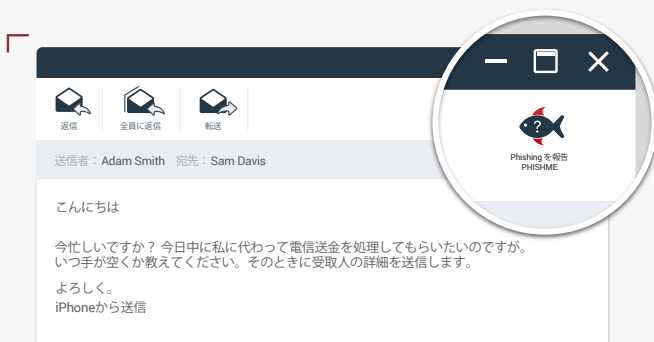 ?
Phishing を報告
PHISHME
返信
全員に返信
転送
送信者： Adam Smith 宛先： Sam Davis
こんにちは
今忙しいですか？ 今日中に私に代わって電信送金を処理してもらいたいのですが。
いつ手が空くか教えてください。そのときに受取人の詳細を送信します。
よろしく。
iPhoneから送信